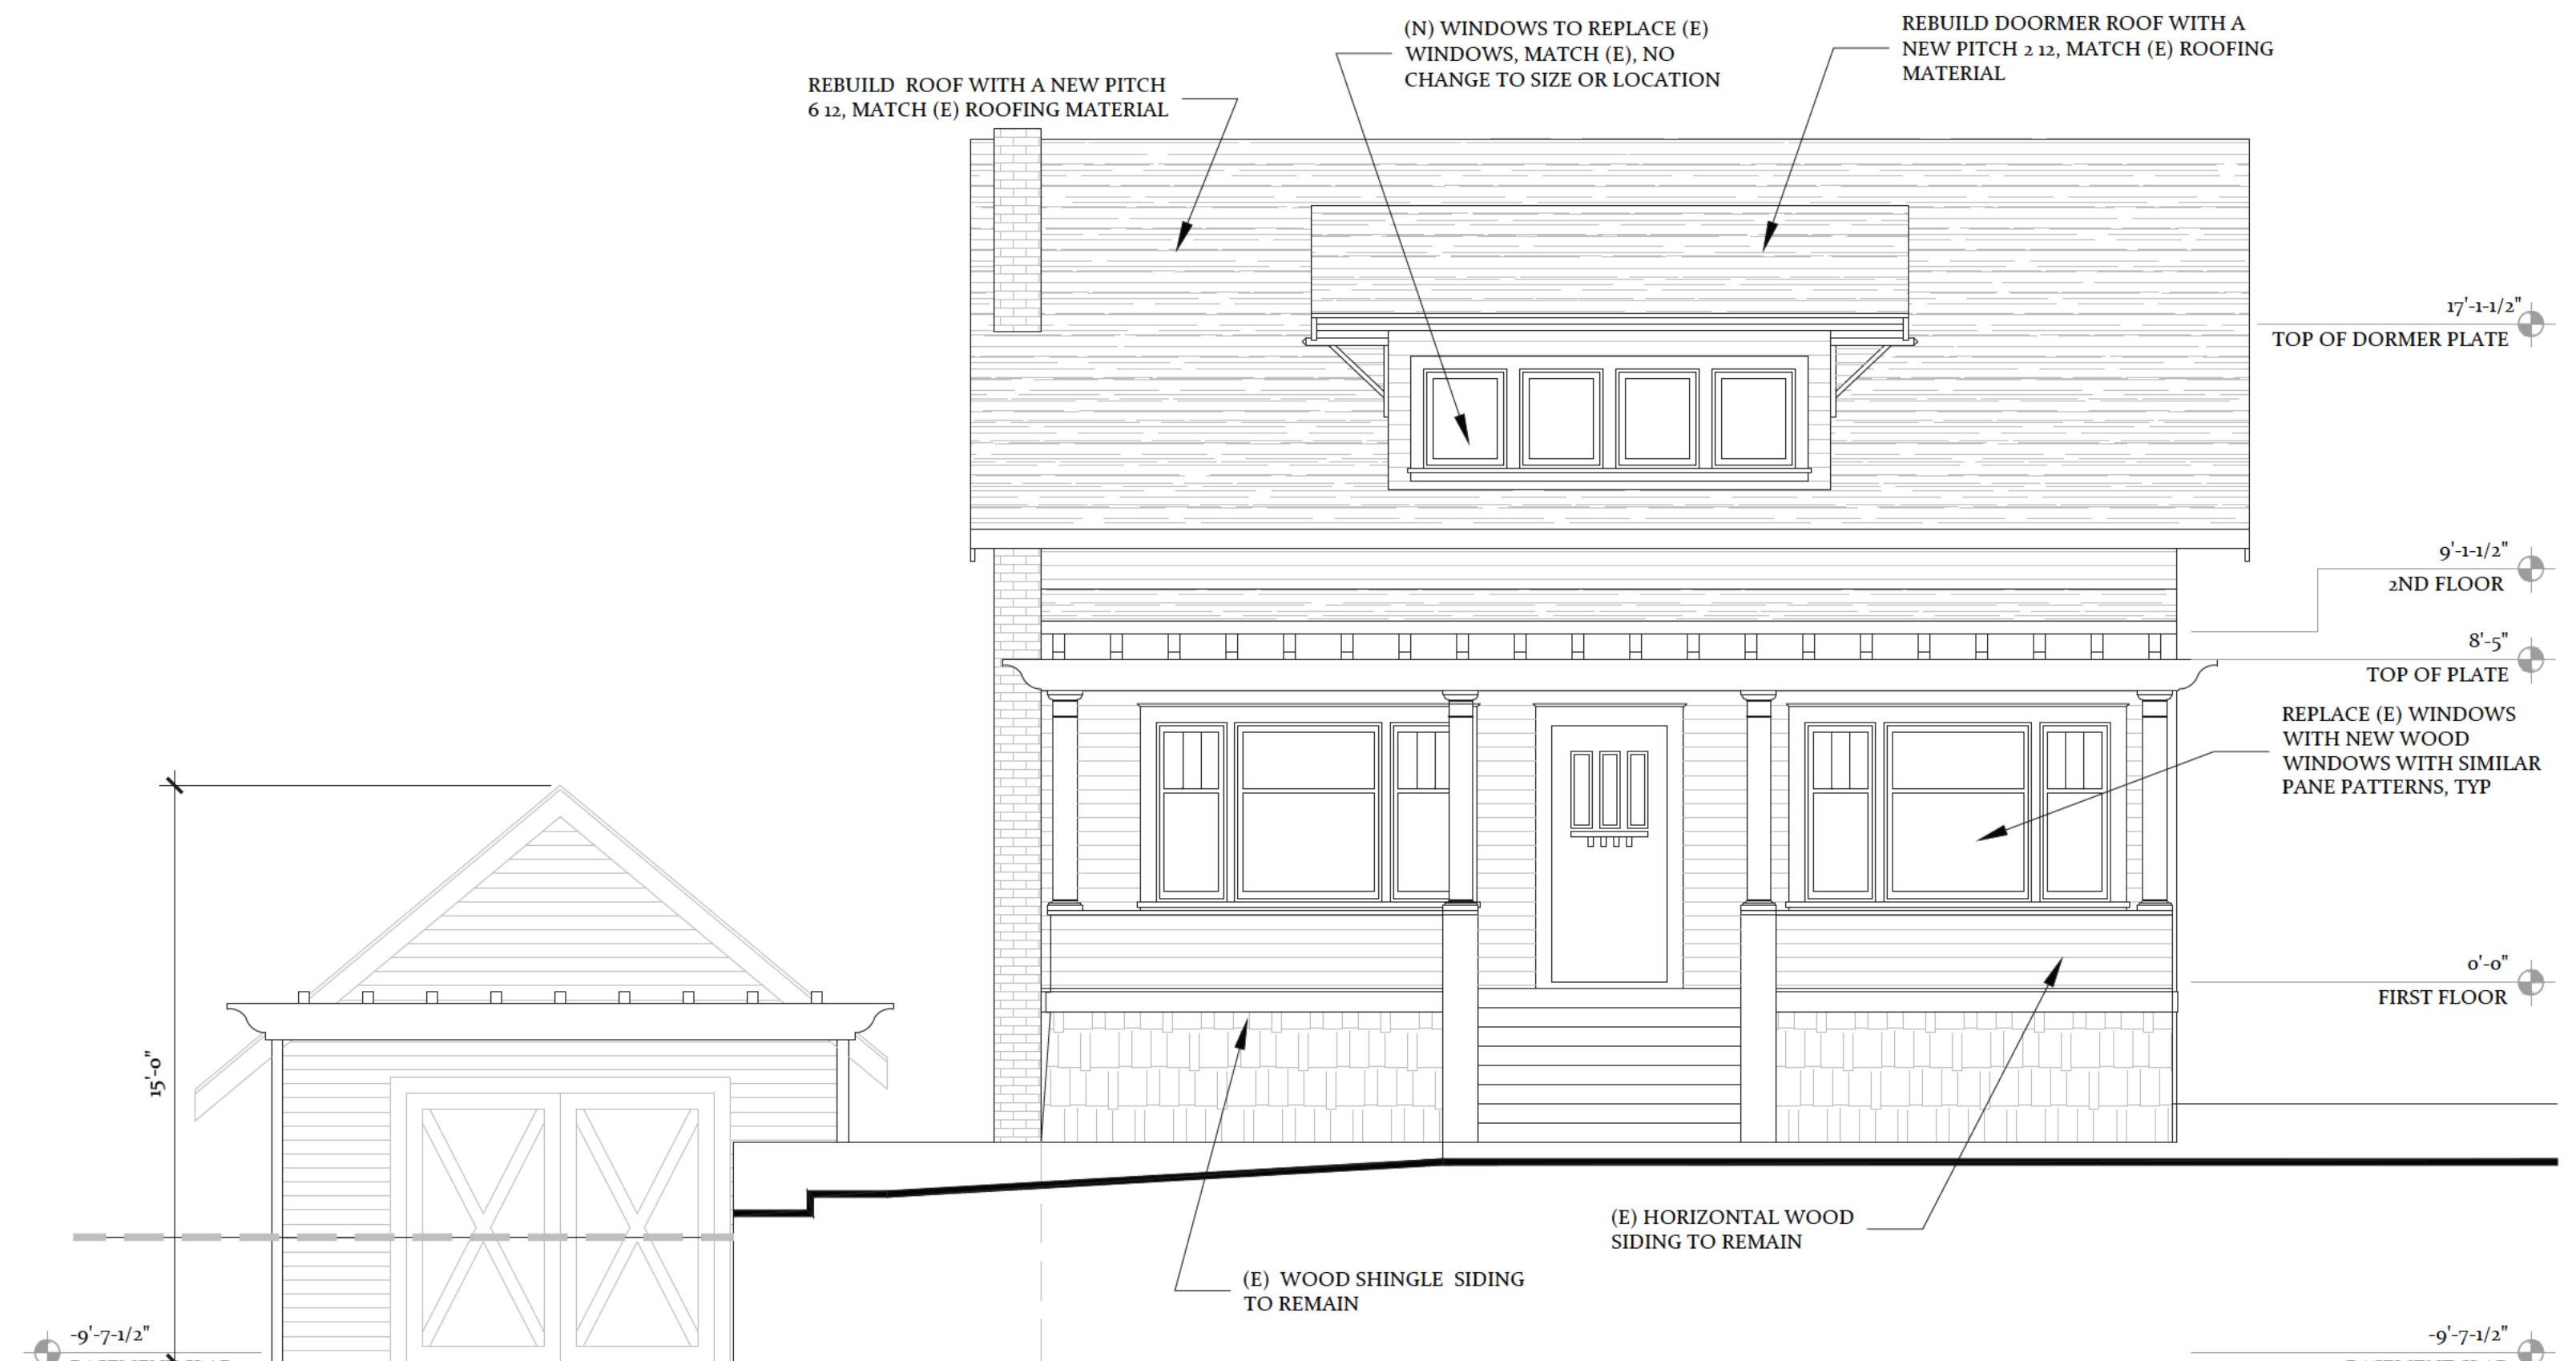 (N) WINDOWS TO REPLACE (E)
WINDOWS, MATCH (E), NO
CHANGE TO SIZE OR LOCATION
REBUILD DOORMER ROOF WITH A
NEW PITCH 2 12, MATCH (E) ROOFING
MATERIAL
REBUILD ROOF WITH A NEW PITCH
6 12, MATCH (E) ROOFING MATERIAL
17'-1-1/2"
TOP OF DORMER PLATE
9'-1-1/2"
2ND FLOOR
8'-5"
TOP OF PLATE
REPLACE (E) WINDOWS
WITH NEW WOOD
WINDOWS WITH SIMILAR
PANE PATTERNS, TYP
0'-0"
FIRST FLOOR
15'-0"
(E) HORIZONTAL WOOD
SIDING TO REMAIN
(E) WOOD SHINGLE SIDING
TO REMAIN
-9'-7-1/2"
-9'-7-1/2"